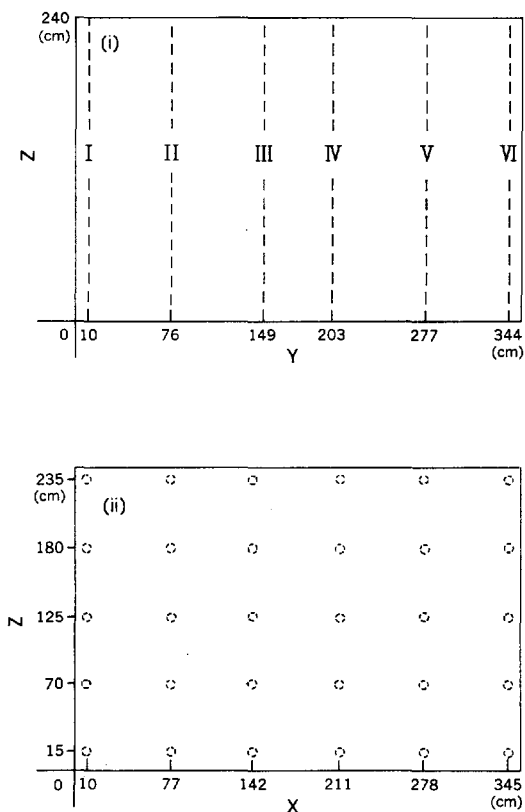 240
(cm)
(i)
Z
I II III IV V VI
0 10 76 149 203 277 344
Y (cm)
235
(cm)
(ii)
180
Z
125
70
15
0 10 77 142 211 278 345
X (cm)